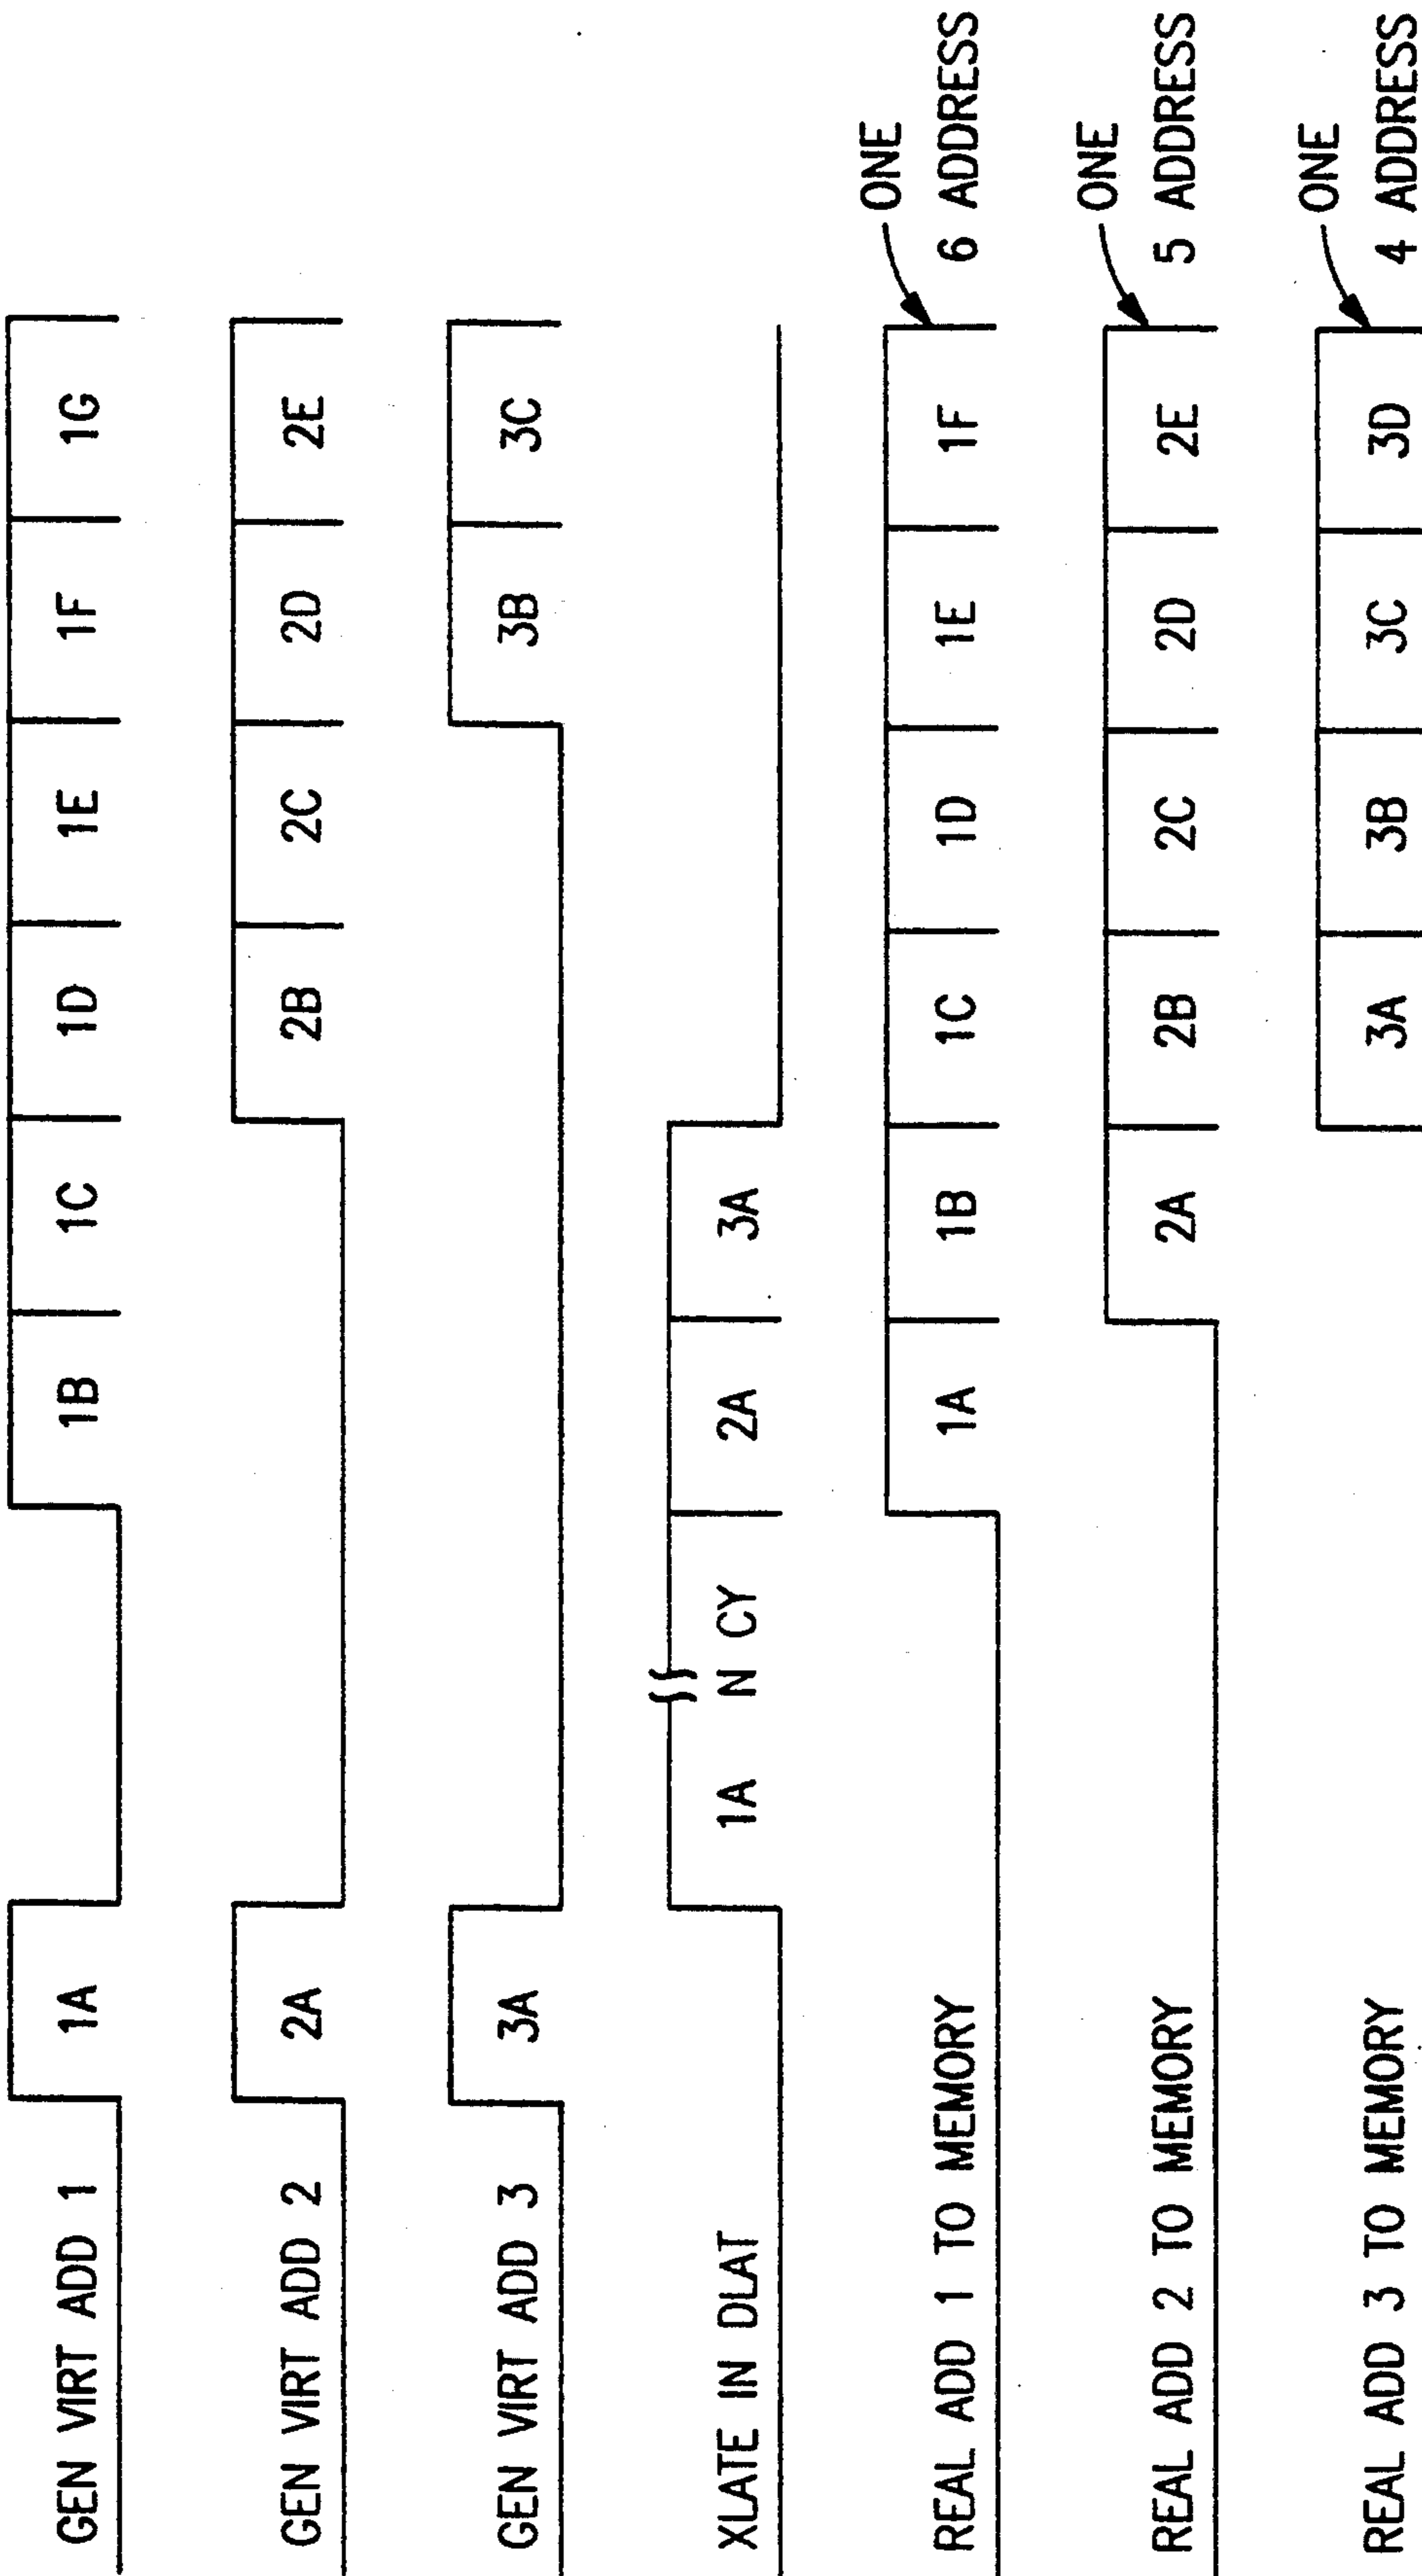 GEN VIRT ADD 1 1A 1B 1C 1D 1E 1F 1G
GEN VIRT ADD 2 2A 2B 2C 2D 2E
GEN VIRT ADD 3 3A 3B 3C
XLATE IN DLAT 1A N CY 2A 3A
ONE
REAL ADD 1 TO MEMORY 1A 1B 1C 1D 1E 1F 6 ADDRESS
ONE
REAL ADD 2 TO MEMORY 2A 2B 2C 2D 2E 5 ADDRESS
ONE
REAL ADD 3 TO MEMORY 3A 3B 3C 3D 4 ADDRESS